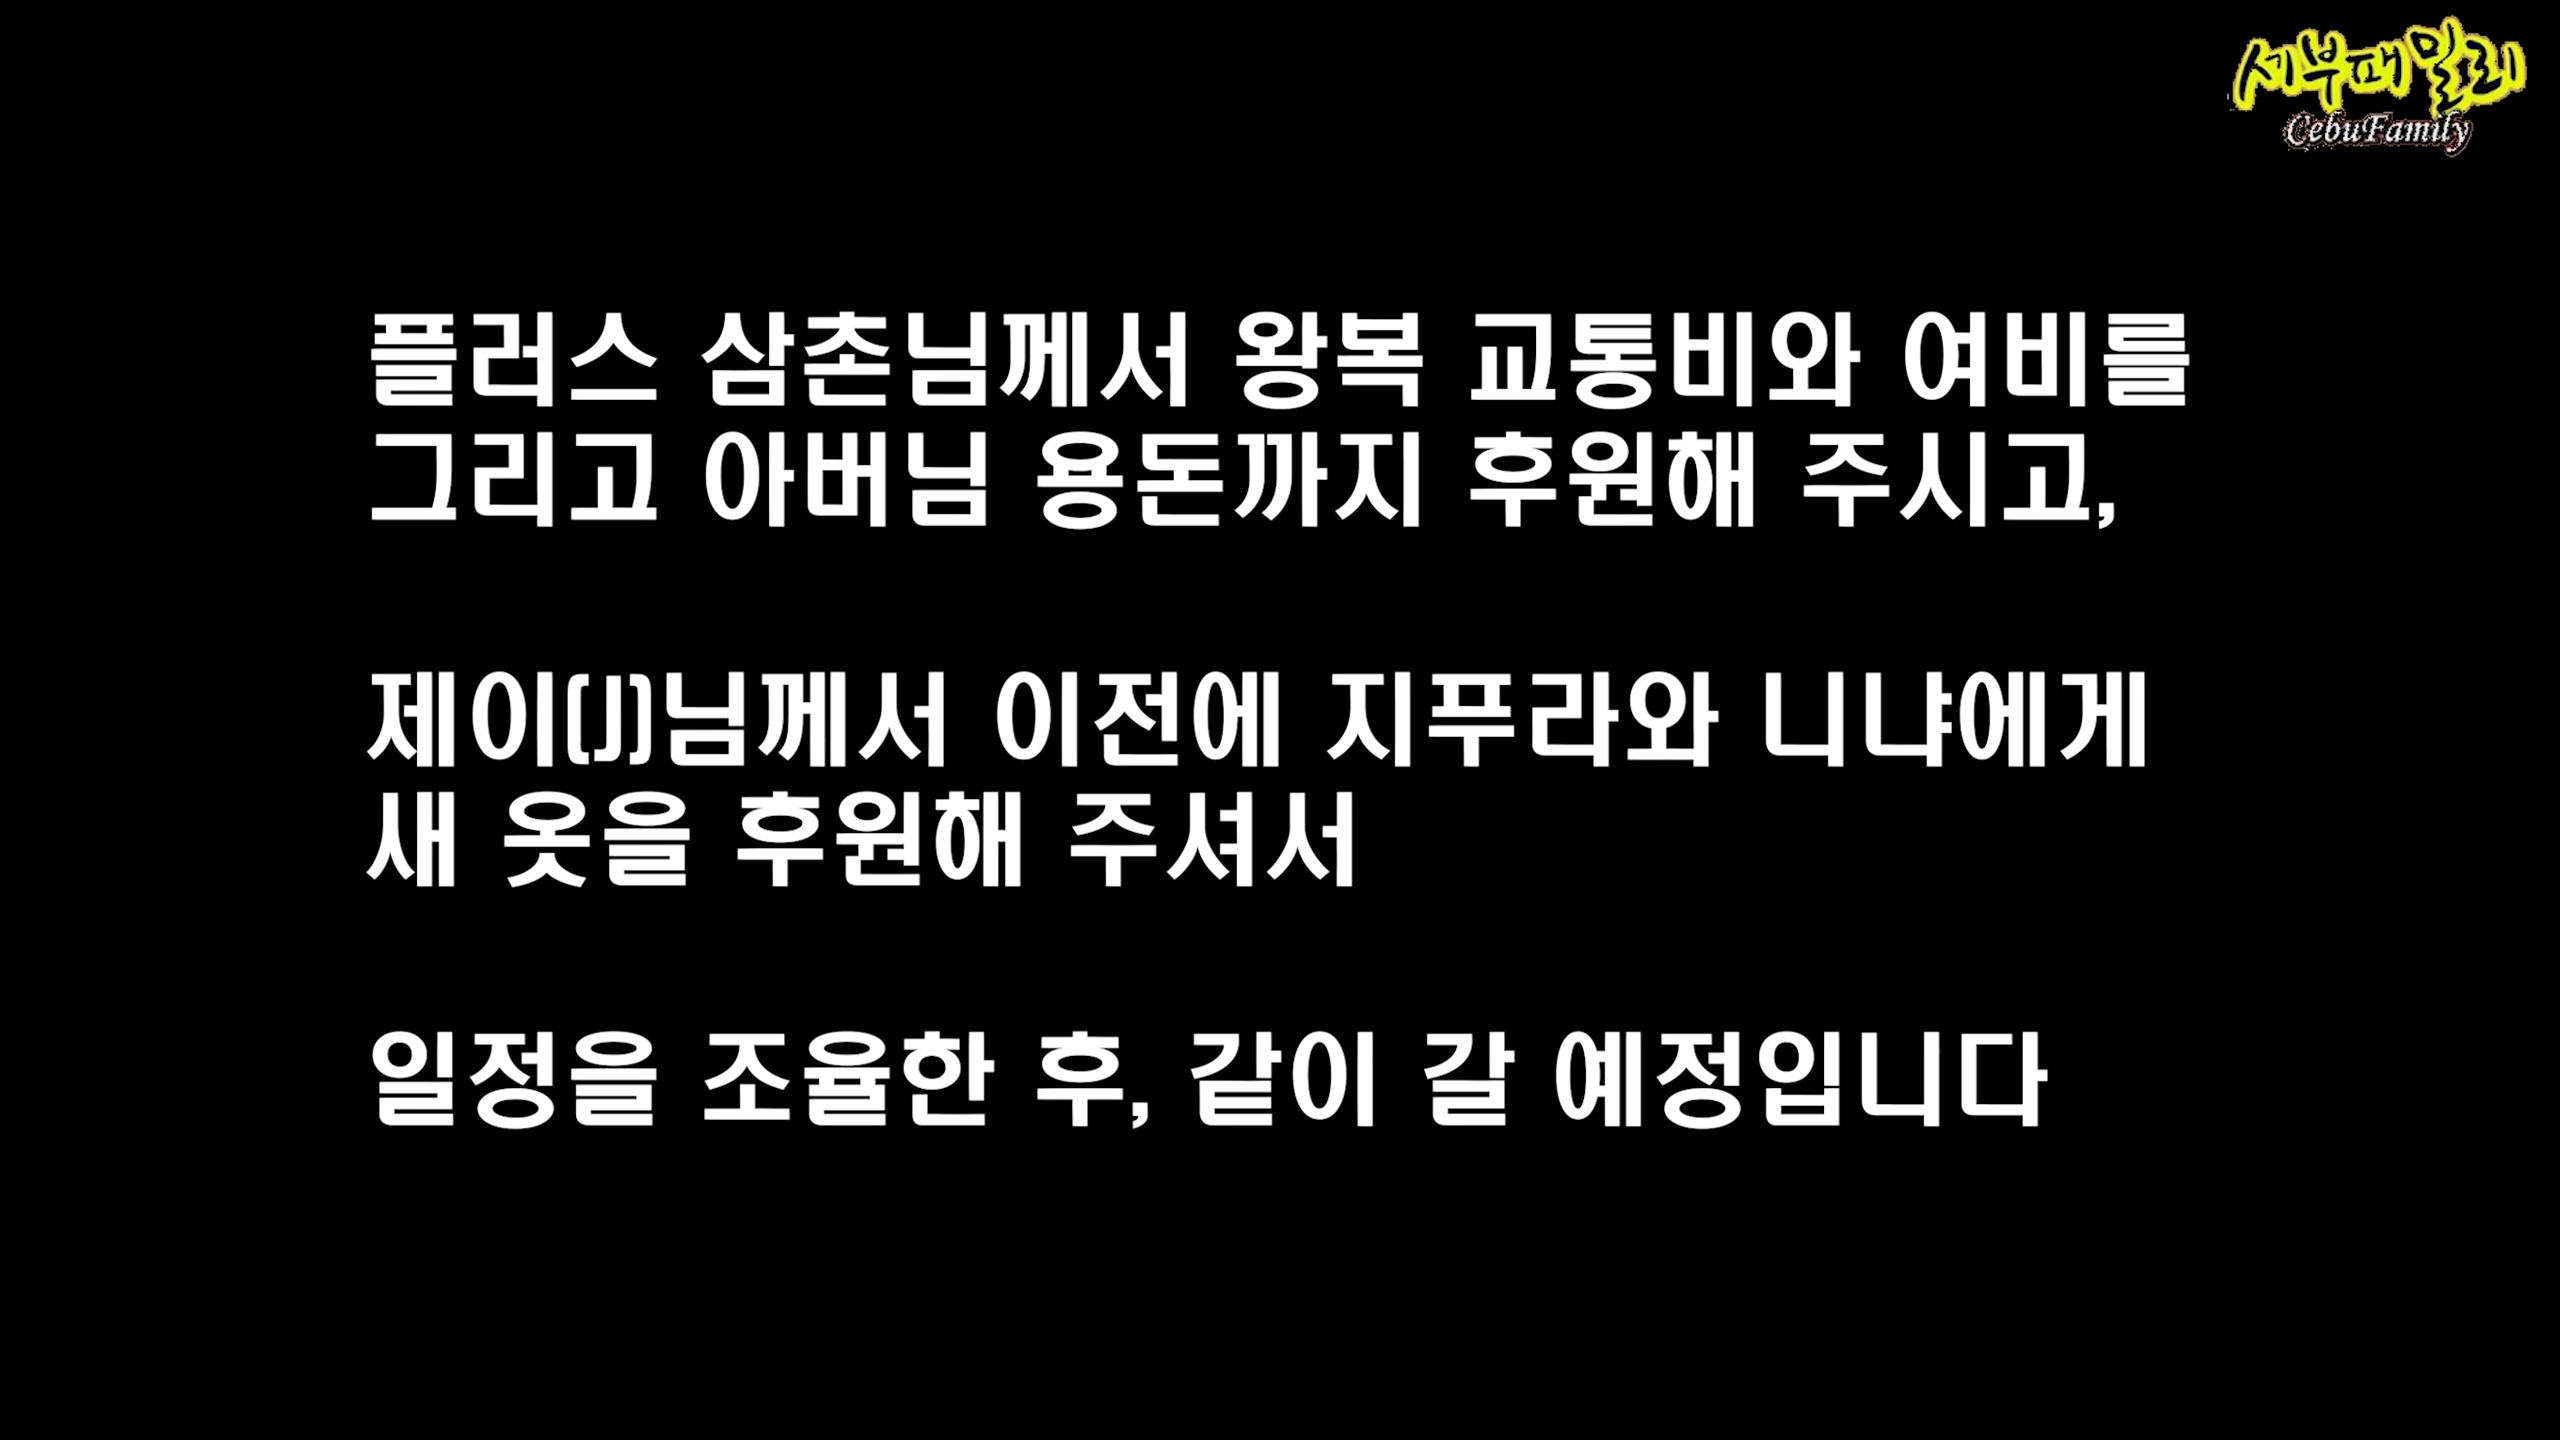 세부패밀리
CebuFamily
플러스 삼촌님께서 왕복 교통비와 여비를
그리고 아버님 용돈까지 후원해 주시고,
제이(J)님께서 이전에 지푸라와 니냐에게
새 옷을 후원해 주셔서
일정을 조율한 후, 같이 갈 예정입니다